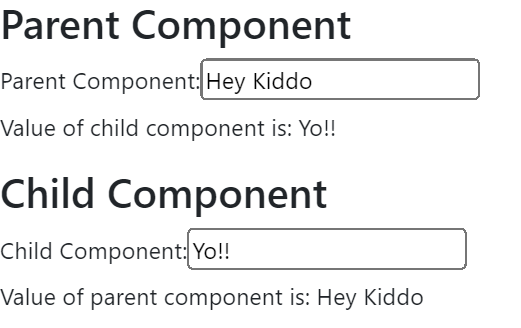 Parent Component
Parent Component:Hey Kiddo
Value of child component is: Yo!!
Child Component
Child Component:Yo!!
Value of parent component is: Hey Kiddo